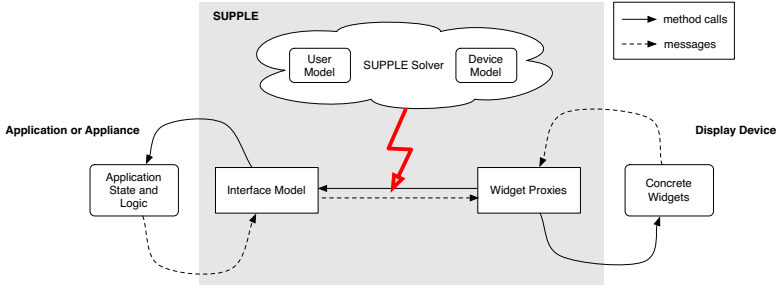 SUPPLE
method calls
messages
User
Model
SUPPLE Solver
Device
Model
Application or Appliance
Display Device
Application
State and
Logic
Interface Model
Widget Proxies
Concrete
Widgets